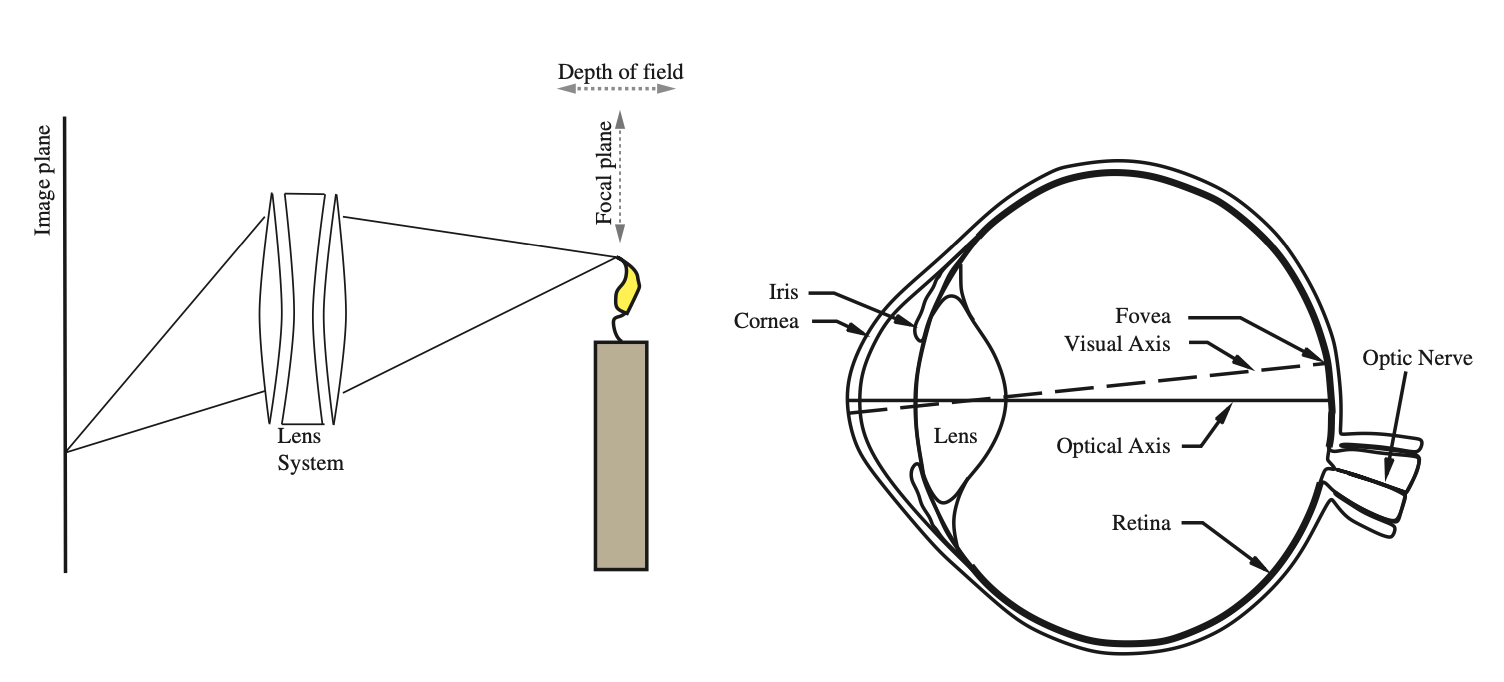 Depth of field
Image plane
Focal plane
Lens
System
Iris
Cornea
Fovea
Visual Axis
Optic Nerve
Lens
Optical Axis
Retina